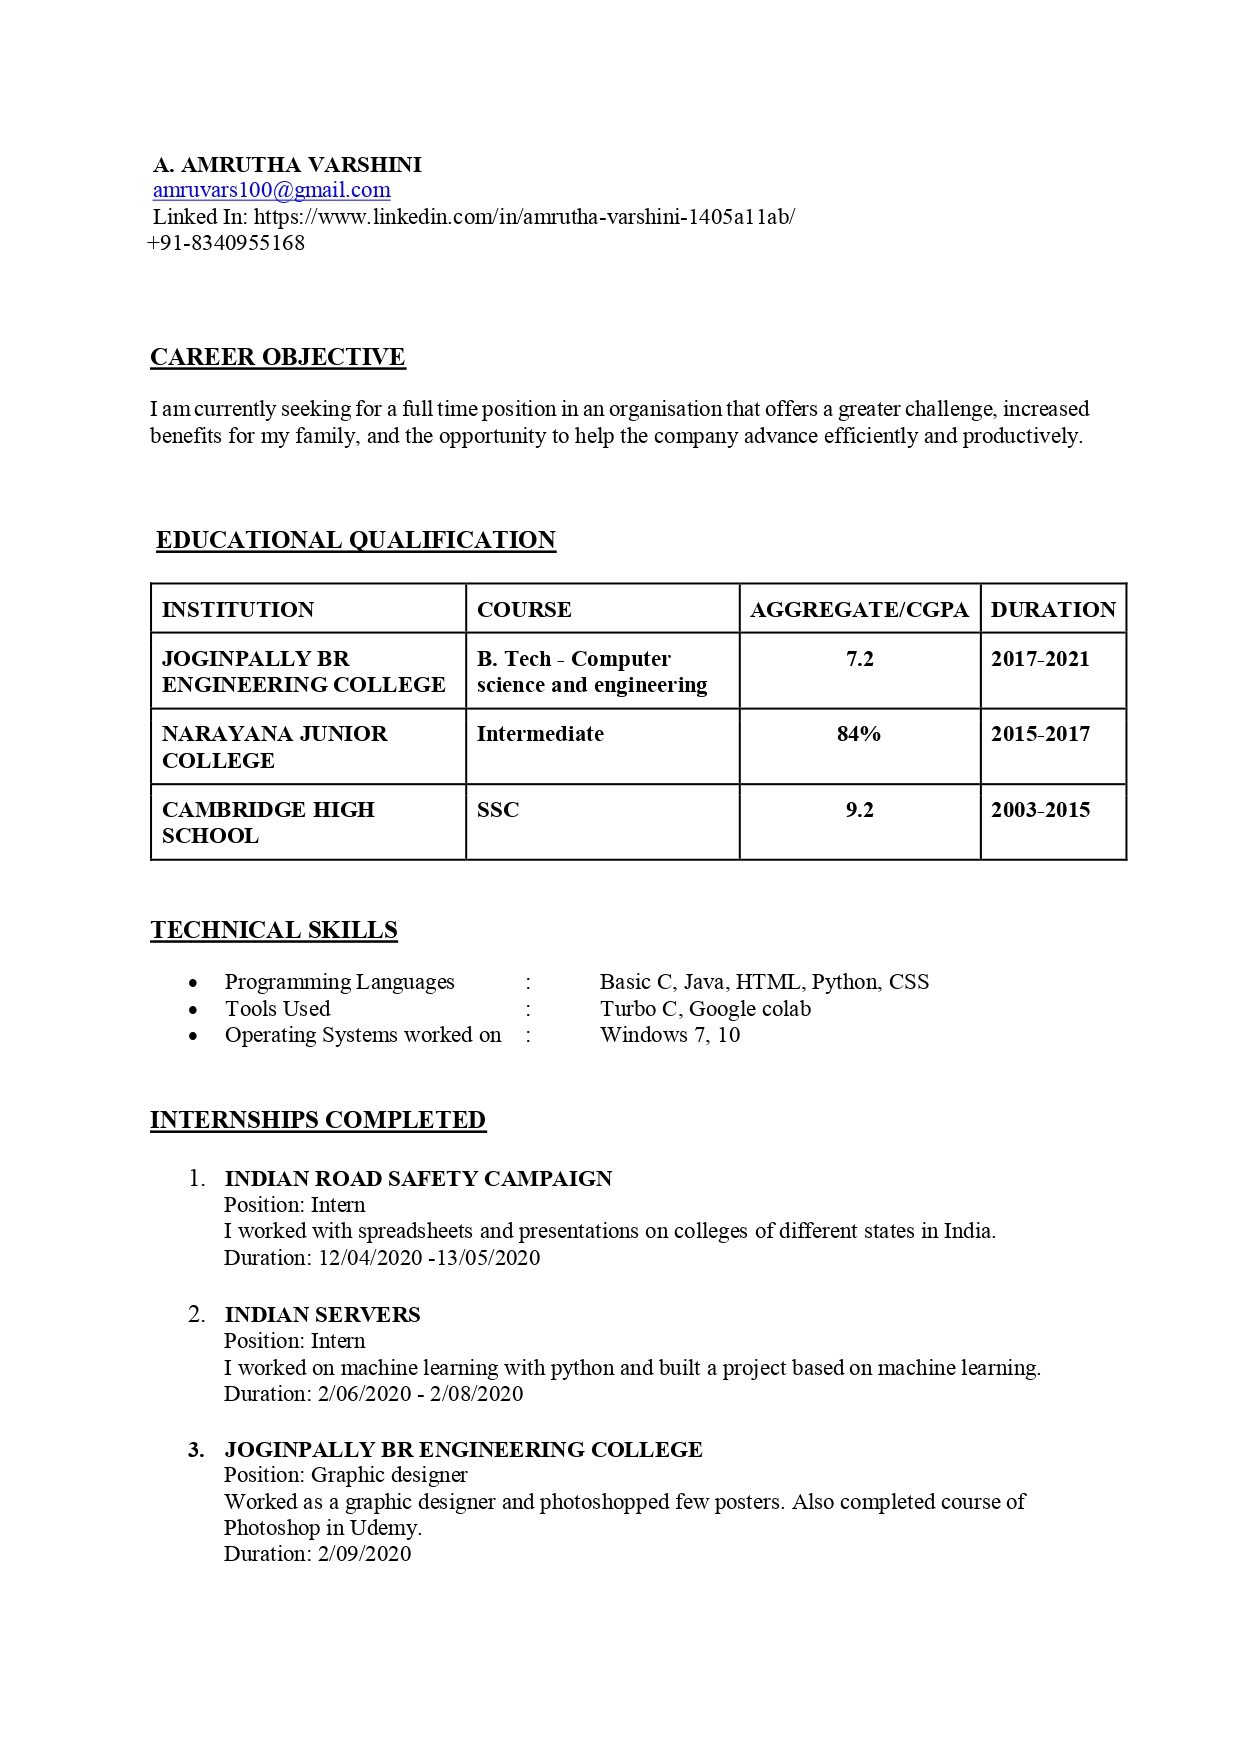 A. AMRUTHA VARSHINI
amruvars100@gmail.com
Linked In: https://www.linkedin.com/in/amrutha-varshini-1405a11ab/
+91-8340955168
CAREER OBJECTIVE
I am currently seeking for a full time position in an organisation that offers a greater challenge, increased
benefits for my family, and the opportunity to help the company advance efficiently and productively.
EDUCATIONAL QUALIFICATION
INSTITUTION COURSE AGGREGATE/CGPA DURATION
JOGINPALLY BR B. Tech - Computer 7.2 2017-2021
ENGINEERING COLLEGE science and engineering
NARAYANA JUNIOR Intermediate 84% 2015-2017
COLLEGE
CAMBRIDGE HIGH SSC 9.2 2003-2015
SCHOOL
TECHNICAL SKILLS
• Programming Languages : Basic C, Java, HTML, Python, CSS
• Tools Used : Turbo C, Google colab
• Operating Systems worked on : Windows 7, 10
INTERNSHIPS COMPLETED
1. INDIAN ROAD SAFETY CAMPAIGN
Position: Intern
I worked with spreadsheets and presentations on colleges of different states in India.
Duration: 12/04/2020 -13/05/2020
2. INDIAN SERVERS
Position: Intern
I worked on machine learning with python and built a project based on machine learning.
Duration: 2/06/2020 - 2/08/2020
3. JOGINPALLY BR ENGINEERING COLLEGE
Position: Graphic designer
Worked as a graphic designer and photoshopped few posters. Also completed course of
Photoshop in Udemy.
Duration: 2/09/2020